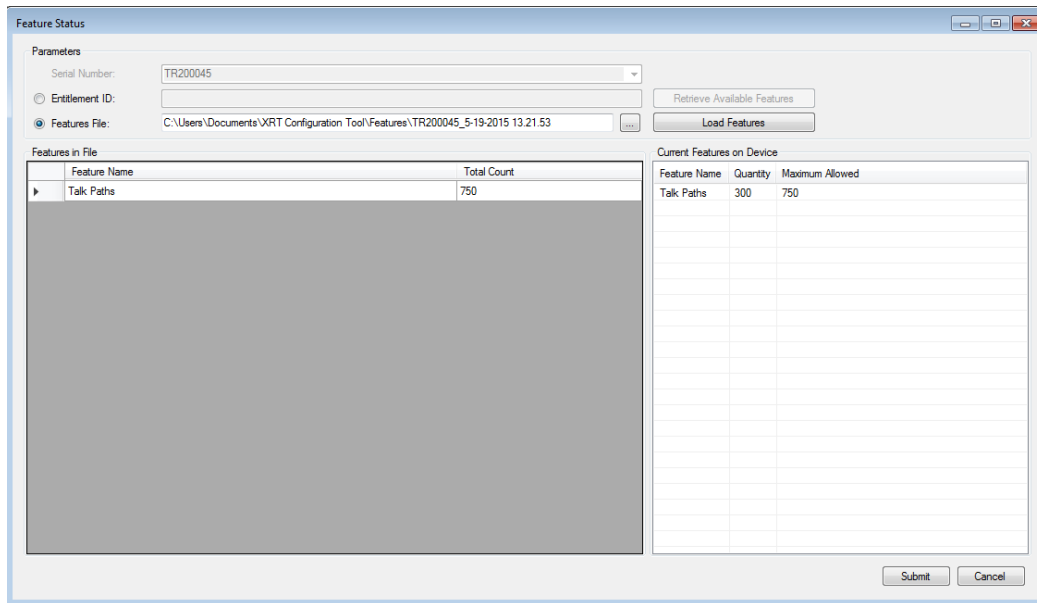 Feature Status
Parameters
Serial Number: TR200045
Entitlement ID: Retrieve Available Features
Features File: C:\Users\Documents\XRT Configuration Tool\Features\TR200045_5-19-2015 13.21.53 ... Load Features
Features in File Current Features on Device
Feature Name Total Count Feature Name Quantity Maximum Allowed
Talk Paths 750 Talk Paths 300 750
Submit Cancel